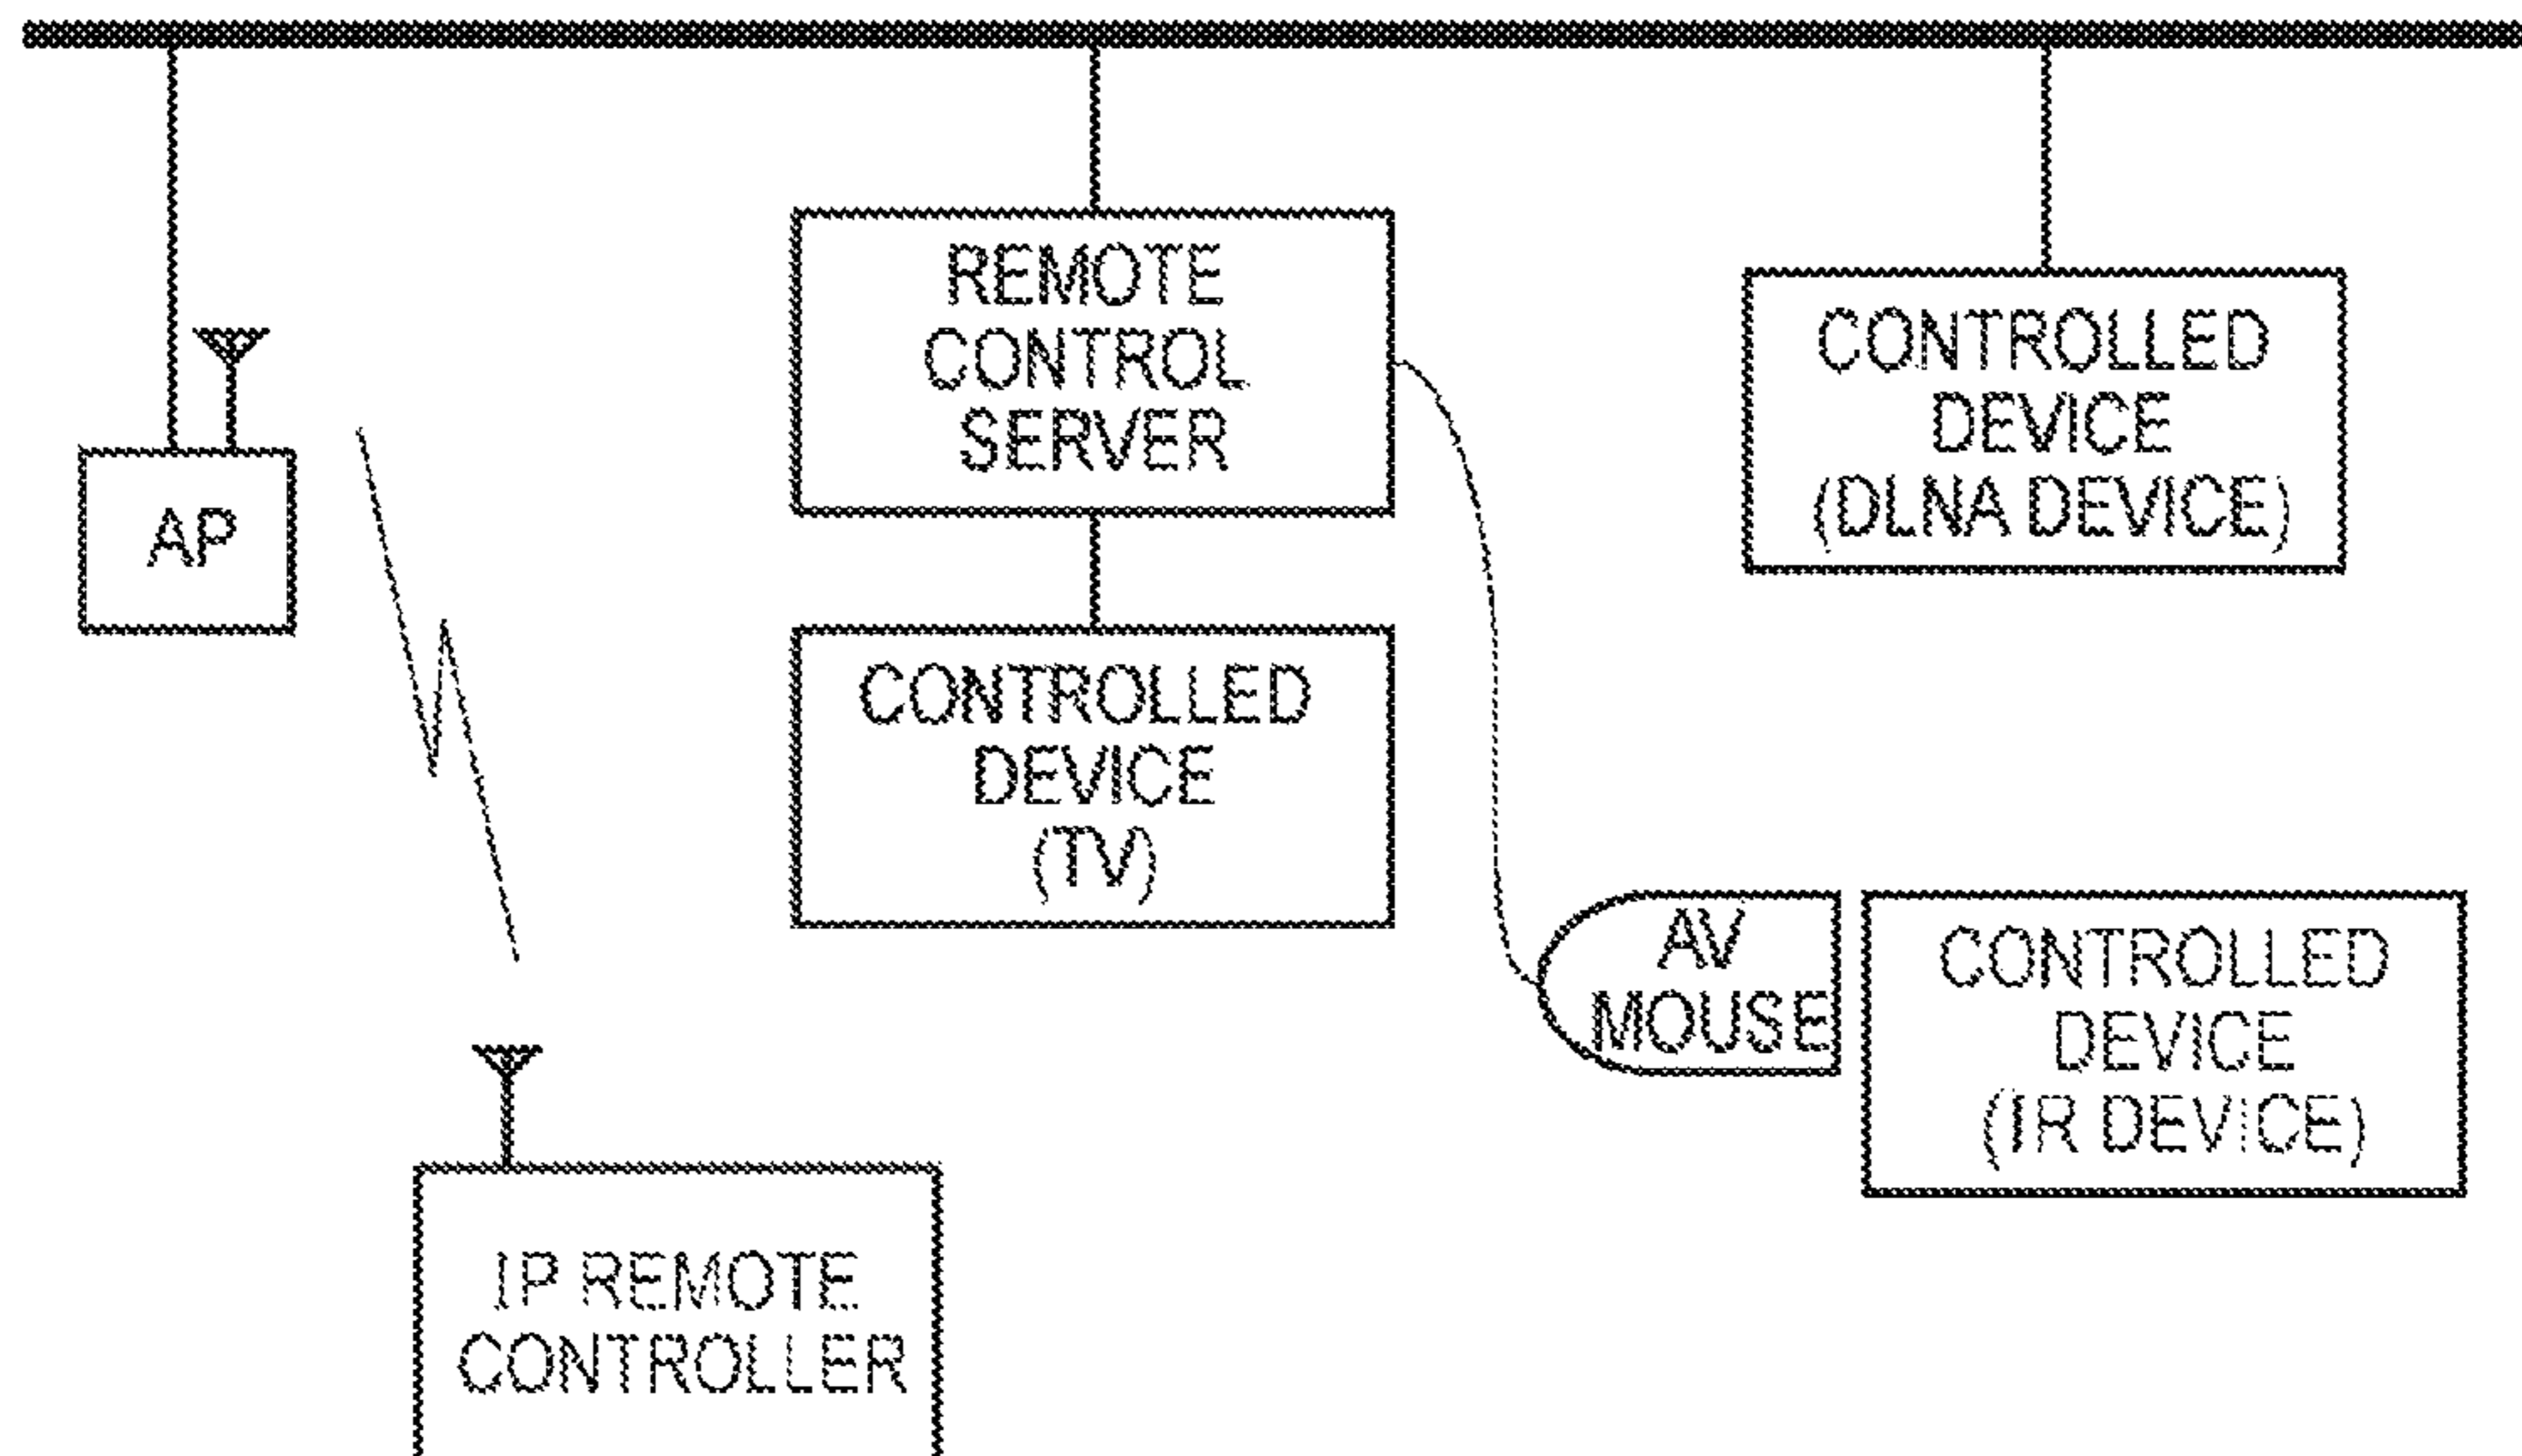 REMOTE
CONTROL
SERVER
CONTROLLED
DEVICE
(DLNA DEVICE)
AP
CONTROLLED
DEVICE
(TV)
AV
MOUSE
CONTROLLED
DEVICE
(IR DEVICE)
IP REMOTE
CONTROLLER